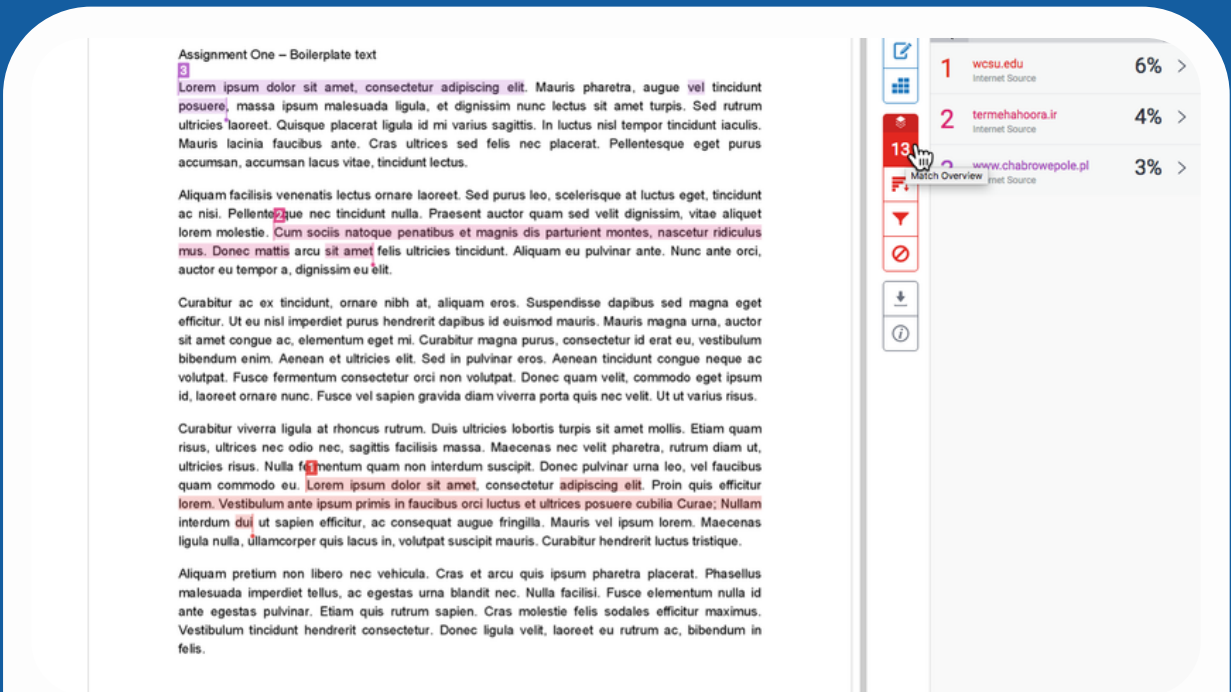 Assignment One – Boilerplate text
3
Lorem ipsum dolor sit amet, consectetur adipiscing elit. Mauris pharetra, augue vel tincidunt
posuere, massa ipsum malesuada ligula, et dignissim nunc lectus sit amet turpis. Sed rutrum
ultricies laoreet. Quisque placerat ligula id mi varius sagittis. In luctus nisl tempor tincidunt iaculis.
Mauris lacinia faucibus ante. Cras ultrices sed felis nec placerat. Pellentesque eget purus
accumsan, accumsan lacus vitae, tincidunt lectus.
Aliquam facilisis venenatis lectus ornare laoreet. Sed purus leo, scelerisque at luctus eget, tincidunt
ac nisi. Pellentesque nec tincidunt nulla. Praesent auctor quam sed velit dignissim, vitae aliquet
2
lorem molestie. Cum sociis natoque penatibus et magnis dis parturient montes, nascetur ridiculus
mus. Donec mattis arcu sit amet felis ultricies tincidunt. Aliquam eu pulvinar ante. Nunc ante orci,
auctor eu tempor a, dignissim eu elit.
Curabitur ac ex tincidunt, ornare nibh at, aliquam eros. Suspendisse dapibus sed magna eget
efficitur. Ut eu nisl imperdiet purus hendrerit dapibus id euismod mauris. Mauris magna urna, auctor
sit amet congue ac, elementum eget mi. Curabitur magna purus, consectetur id erat eu, vestibulum
bibendum enim. Aenean et ultricies elit. Sed in pulvinar eros. Aenean tincidunt congue neque ac
volutpat. Fusce fermentum consectetur orci non volutpat. Donec quam velit, commodo eget ipsum
id, laoreet ornare nunc. Fusce vel sapien gravida diam viverra porta quis nec velit. Ut ut varius risus.
Curabitur viverra ligula at rhoncus rutrum. Duis ultricies lobortis turpis sit amet mollis. Etiam quam
risus, ultrices nec odio nec, sagittis facilisis massa. Maecenas nec velit pharetra, rutrum diam ut,
ultricies risus. Nulla fermentum quam non interdum suscipit. Donec pulvinar urna leo, vel faucibus
1
quam commodo eu. Lorem ipsum dolor sit amet, consectetur adipiscing elit. Proin quis efficitur
lorem. Vestibulum ante ipsum primis in faucibus orci luctus et ultrices posuere cubilia Curae; Nullam
interdum dui ut sapien efficitur, ac consequat augue fringilla. Mauris vel ipsum lorem. Maecenas
ligula nulla, ullamcorper quis lacus in, volutpat suscipit mauris. Curabitur hendrerit luctus tristique.
Aliquam pretium non libero nec vehicula. Cras et arcu quis ipsum pharetra placerat. Phasellus
malesuada imperdiet tellus, ac egestas urna blandit nec. Nulla facilisi. Fusce elementum nulla id
ante egestas pulvinar. Etiam quis rutrum sapien. Cras molestie felis sodales efficitur maximus.
Vestibulum tincidunt hendrerit consectetur. Donec ligula velit, laoreet eu rutrum ac, bibendum in
felis.
13
Match Overview
1 wcsu.edu 6%
Internet Source
2 termehahoora.ir 4%
Internet Source
www.chabrowepole.pl 3%
Source